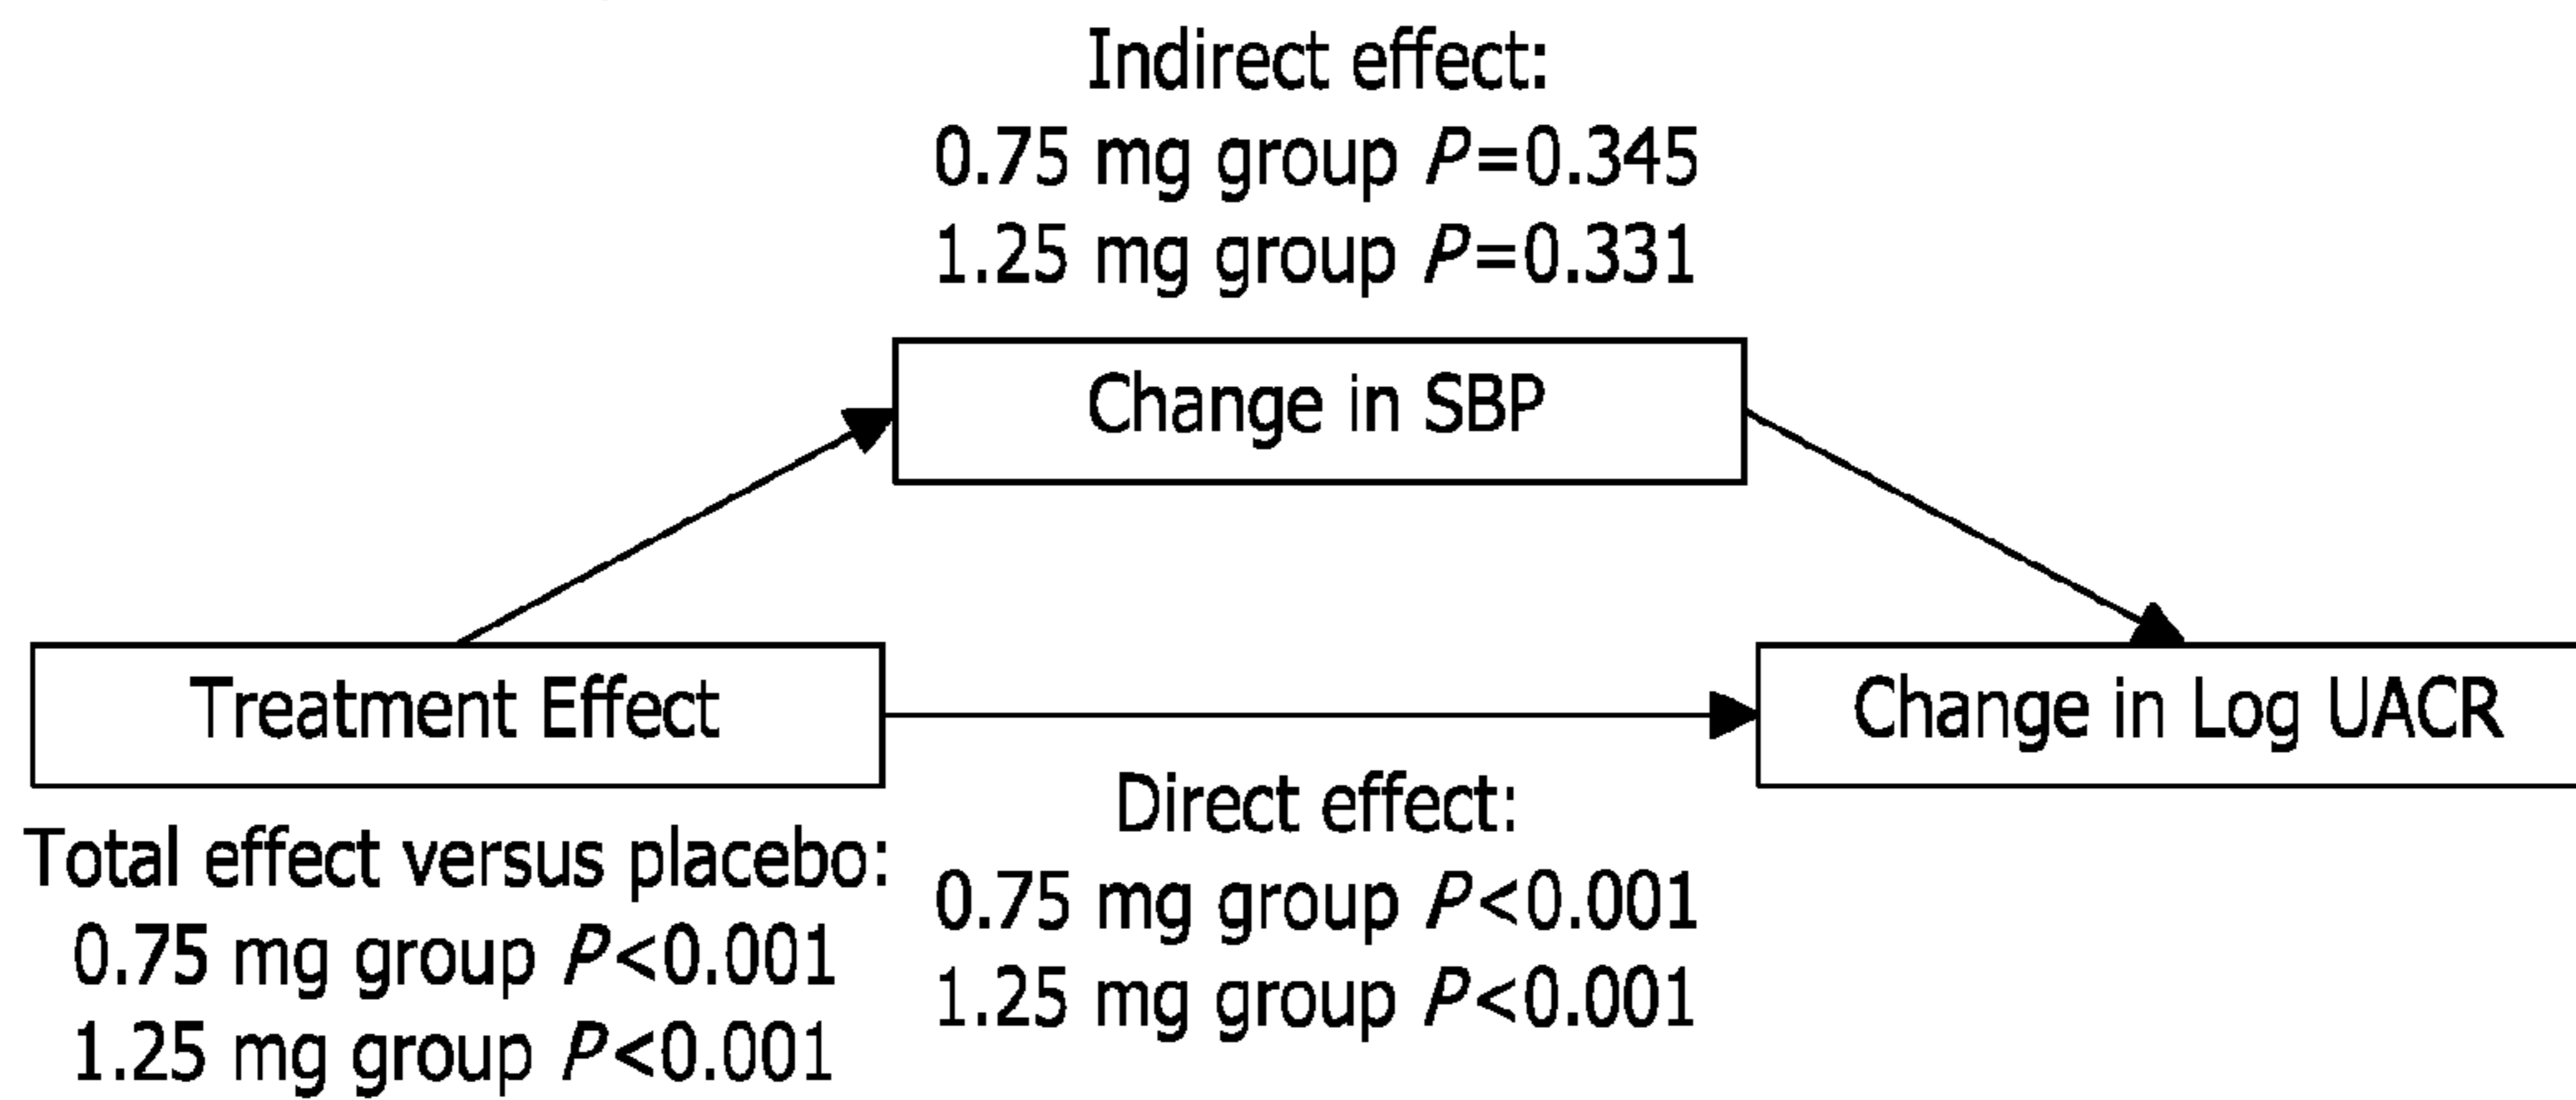 Indirect effect:
0.75 mg group P=0.345
1.25 mg group P=0.331
Change in SBP
Treatment Effect
Change in Log UACR
Total effect versus placebo:
0.75 mg group P<0.001
1.25 mg group P<0.001
Direct effect:
0.75 mg group P<0.001
1.25 mg group P<0.001